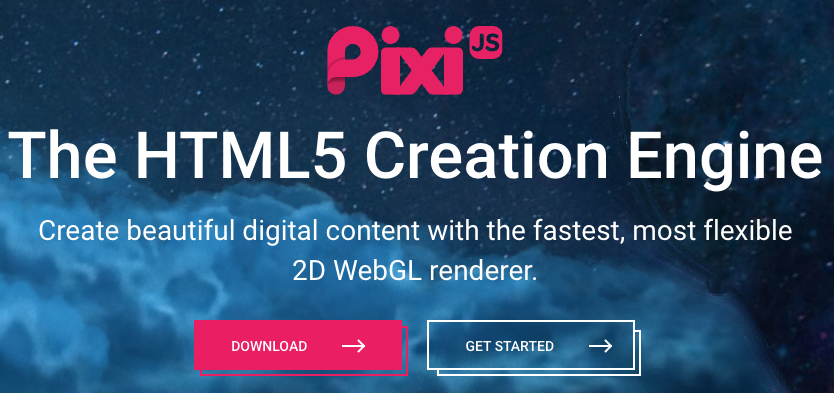 Pixi JS
The HTML5 Creation Engine
Create beautiful digital content with the fastest, most flexible
2D WebGL renderer.
DOWNLOAD
GET STARTED